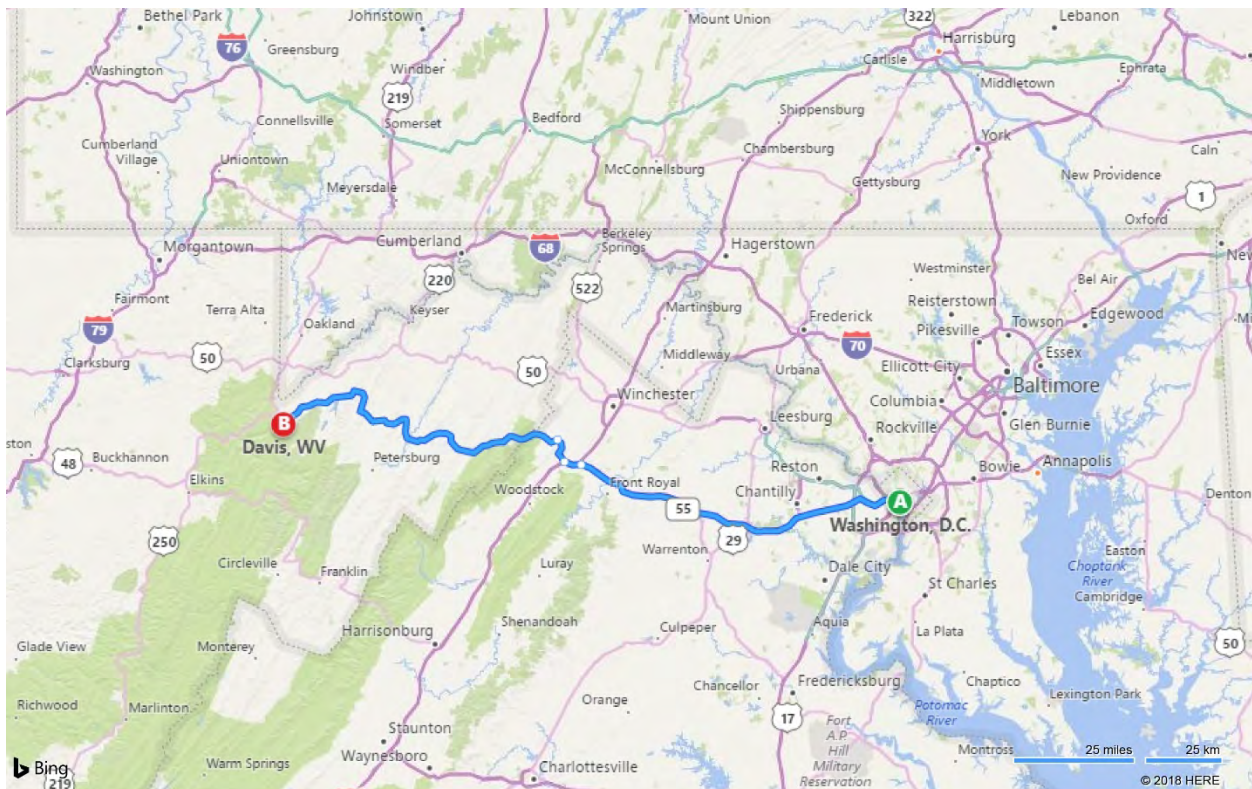 Bethel Park
Johnstown
Mount Union
322
Lebanon
Harrisburg
76
Greensburg
Windber
Carlisle
Washington
219
Middletown
Ephrata
Connellsville
Somerset
Bedford
Shippensburg
York
Cumberland
Village
Uniontown
McConnellsburg
Chambersburg
Caln
Meyersdale
Gettysburg
New Providence
1
Oxford
Morgantown
Cumberland
68
Berkeley
Springs
Hagerstown
220
522
Westminster
Bel Air
Fairmont
Terra Alta
Oakland
Keyser
Martinsburg
Reisterstown
Edgewood
79
Frederick
Pikesville
Towson
50
Middleway
70
Essex
Clarksburg
50
Urbana
Ellicott City
Baltimore
Winchester
Columbia
B
Leesburg
Rockville
Glen Burnie
Davis, WV
48
Buckhannon
Petersburg
Reston
Bowie
Annapolis
Elkins
Woodstock
Front Royal
Chantilly
A
Denton
55
Washington, D.C.
250
Warrenton
29
Circleville
Luray
Dale City
Easton
Franklin
St Charles
Choptank
River
Cambridge
Shenandoah
Aquia
Harrisonburg
Culpeper
La Plata
Glade View
Monterey
50
Chancellor
Fredericksburg
Chaptico
Richwood
Marlinton
Orange
17
Potomac
River
Lexington Park
Staunton
Fort
A.P.
Hill
Military
Reservation
Waynesboro
Montross
25 miles
25 km
Bing
Warm Springs
Charlottesville
219
© 2018 HERE